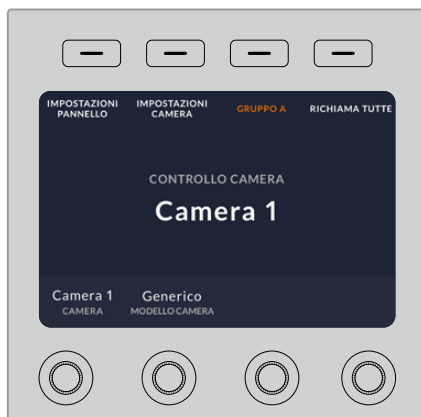 IMPOSTAZIONI PANNELLO
IMPOSTAZIONI CAMERA
GRUPPO A
RICHIAMA TUTTE
CONTROLLO CAMERA
Camera 1
Camera 1
CAMERA
Generico
MODELLO CAMERA